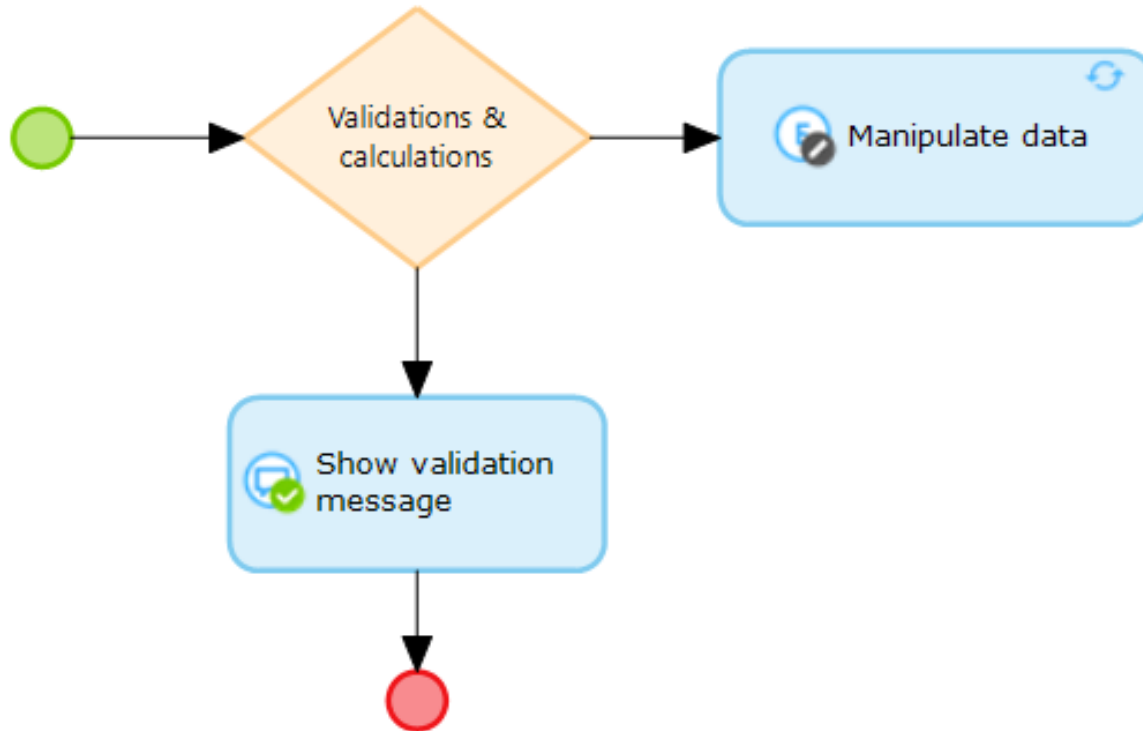 Validations &
calculations
E
Manipulate data
Show validation
message